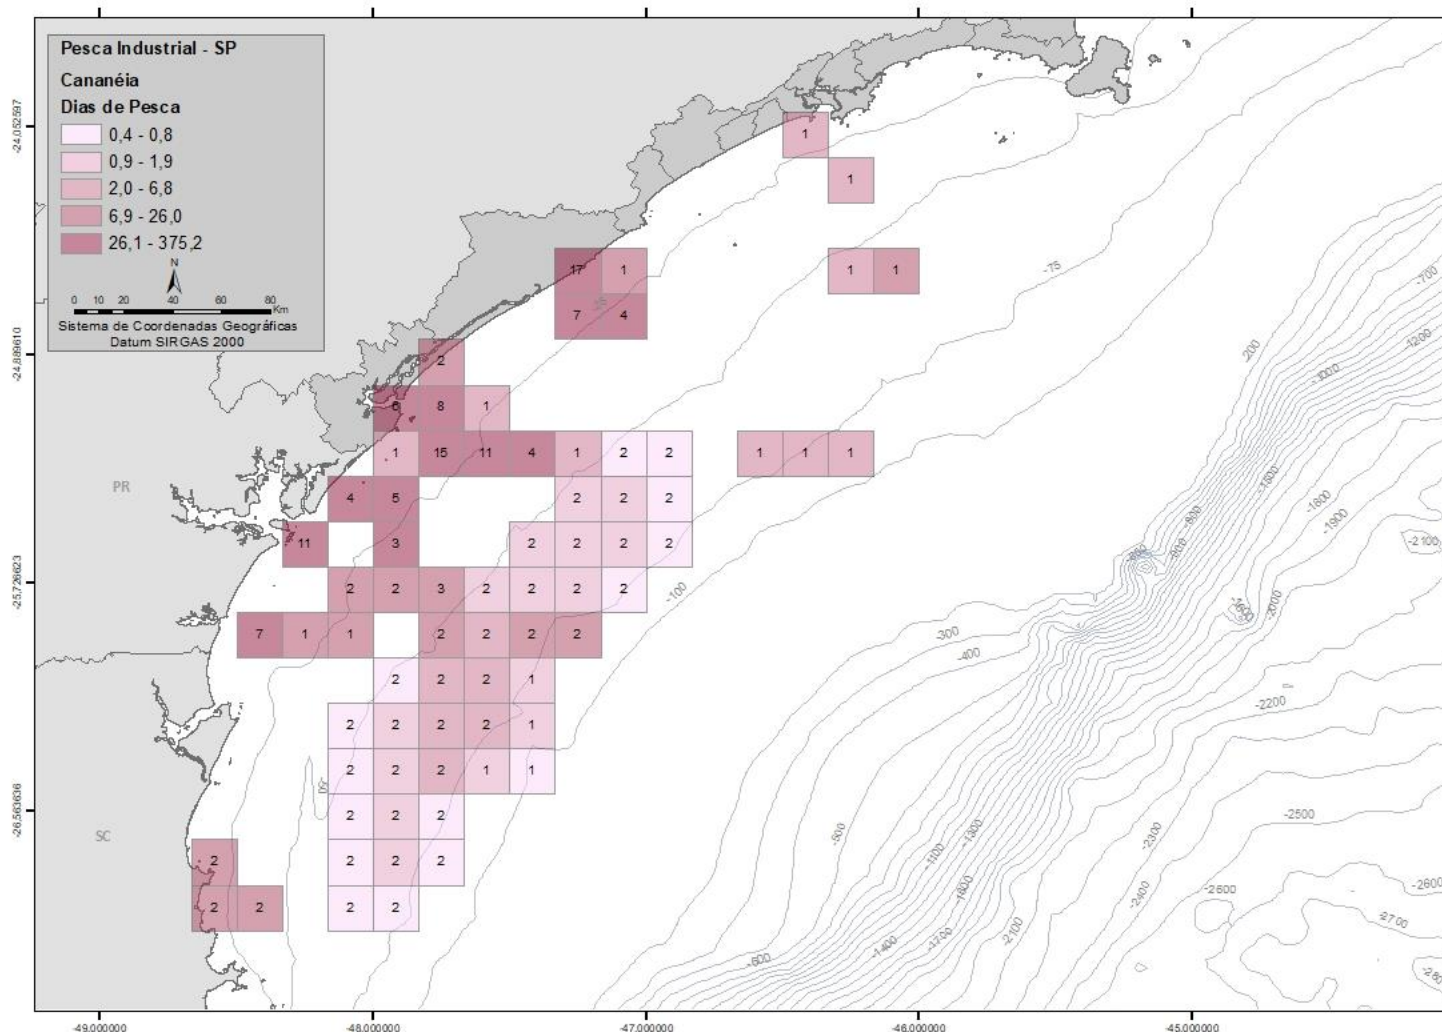 Pesca Industrial - SP
Cananéia
Dias de Pesca
0,4 - 0,8
0,9 - 1,9
2,0 - 6,8
6,9 - 26,0
26,1 - 375,2
N
0 10 20 40 60 80
Km
Sistema de Coordenadas Geográficas
Datum SIRGAS 2000
-24,052597
-24,889610
-25,726623
-26,563636
PR
SC
1
1
17 1 1 1
7 4
2
6 8 1
1 15 11 4 1 2 2 1 1 1
4 5 2 2 2
11 3 2 2 2 2
2 2 3 2 2 2 2
7 1 1 2 2 2 2
2 2 2 1
2 2 2 2 1
2 2 2 1 1
2 2 2
2
2 2 2
2 2 2 2
-75
-700
-1200
-200
-1000
-1500
-1800
-1900
-800
-900
-2100
-100
-2000
-300
-400
-2200
-2500
-600
-1300
-2300
-1100
-2400
-2600
-2600
-2700
-2100
-1700
-1400
-600
-50
-49,000000
-48,000000
-47,000000
-46,000000
-45,000000